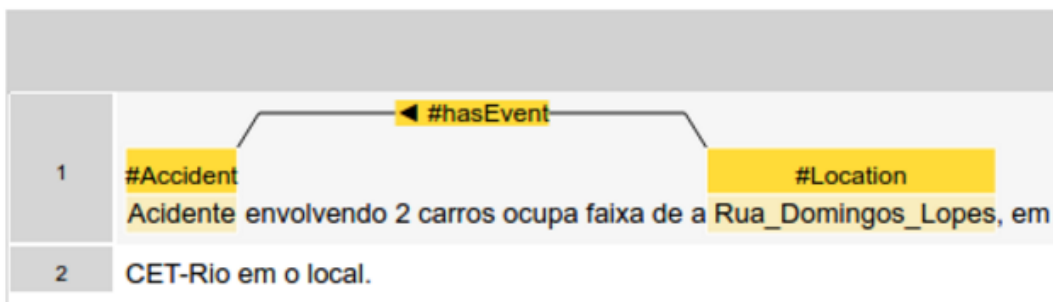 ◄ #hasEvent
#Accident #Location
1 Acidente envolvendo 2 carros ocupa faixa de a Rua_Domingos_Lopes, em
2 CET-Rio em o local.